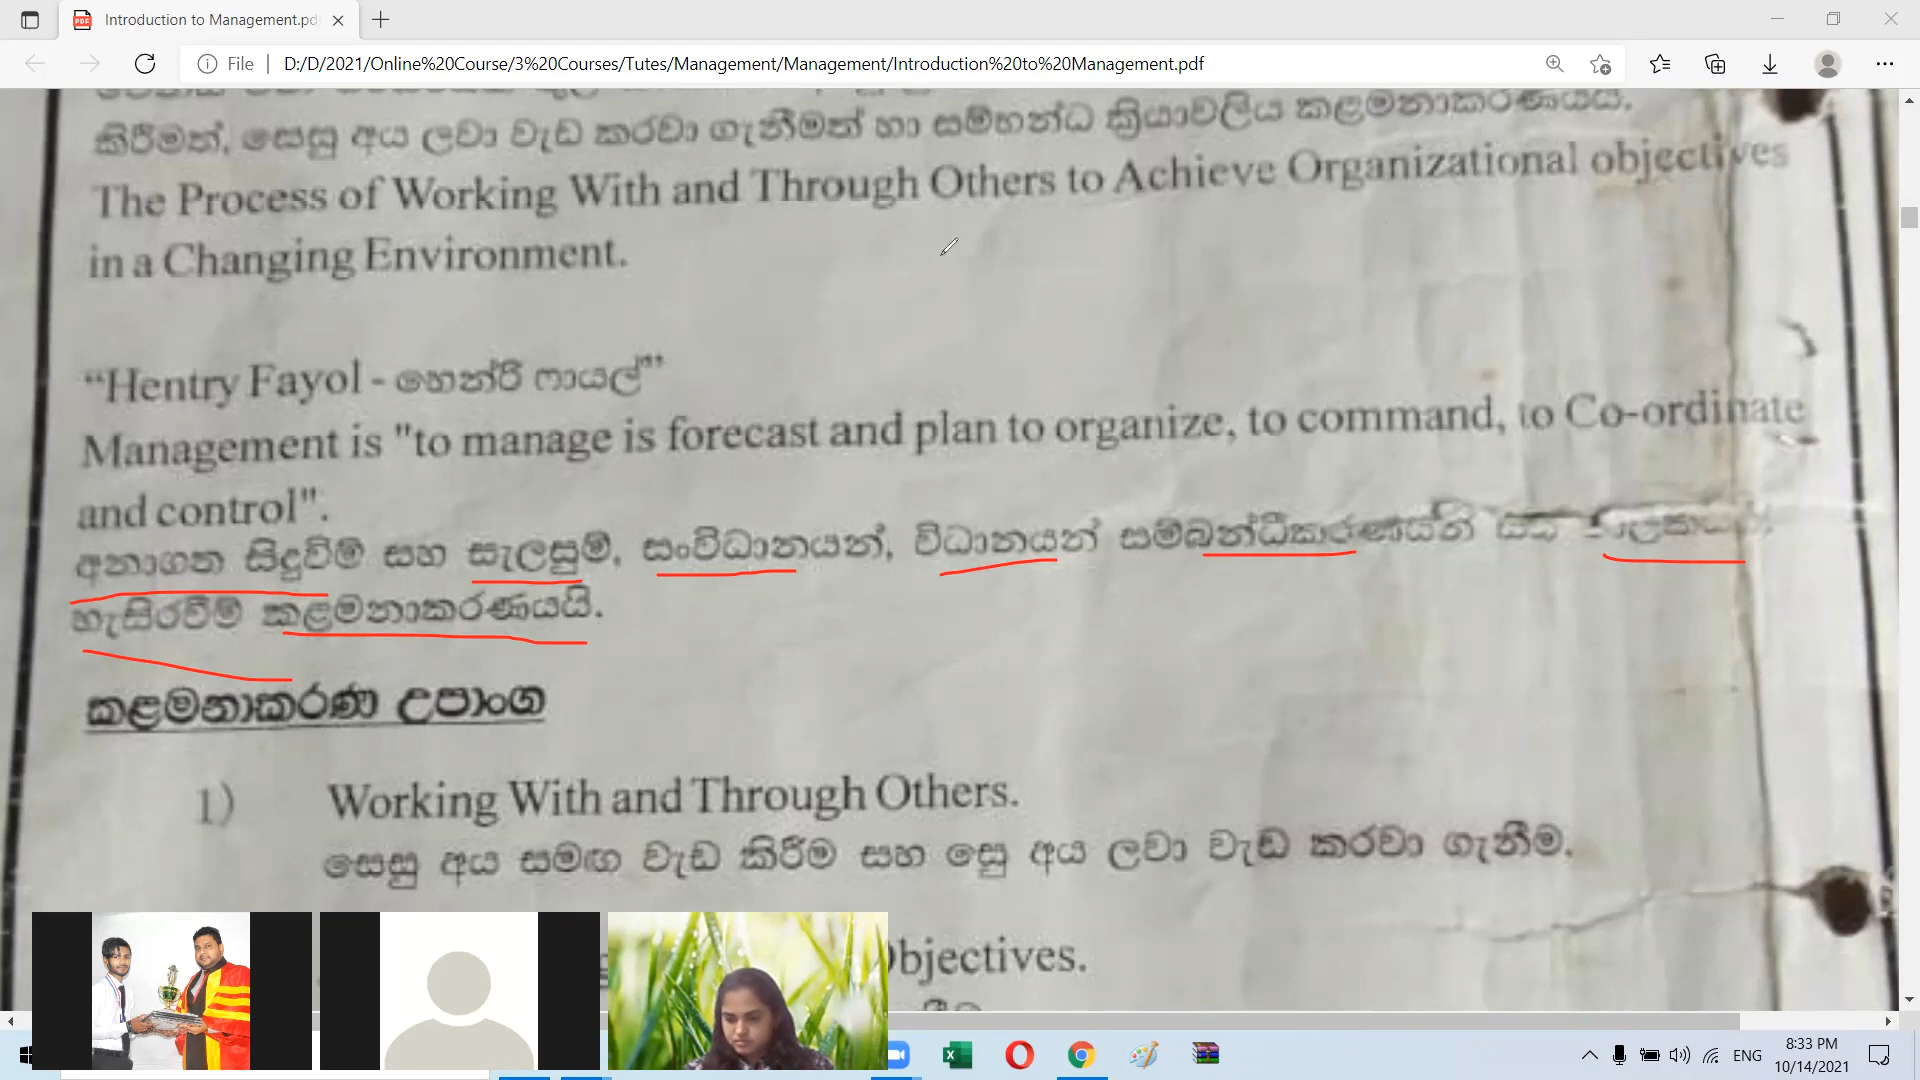 Introduction to Management.pd
File
D:/D/2021/Online%20Course/3%20Courses/Tutes/Management/Management/Introduction%20to%20Management.pdf
කිරීමත්, සෙසු අය ලවා වැඩ කරවා ගැනීමත් හා සම්භන්ධ ක්‍රියාවලිය කළමනාකරණයයි.
The Process of Working With and Through Others to Achieve Organizational objectives
in a Changing Environment.
“Hentry Fayol - හෙන්රි ෆායල්”
Management is "to manage is forecast and plan to organize, to command, to Co-ordinate
and control".
අනාගත සිදුවීම් සහ සැලසුම්, සංවිධානයන්, විධානයන් සම්බන්ධීකරණයන්
හැසිරවීම කළමනාකරණයයි.
කළමනාකරණ උපාංග
1) Working With and Through Others.
සෙසු අය සමඟ වැඩ කිරීම සහ සෙු අය ලවා වැඩ කරවා ගැනීම.
Objectives.
ENG
8:33 PM
10/14/2021